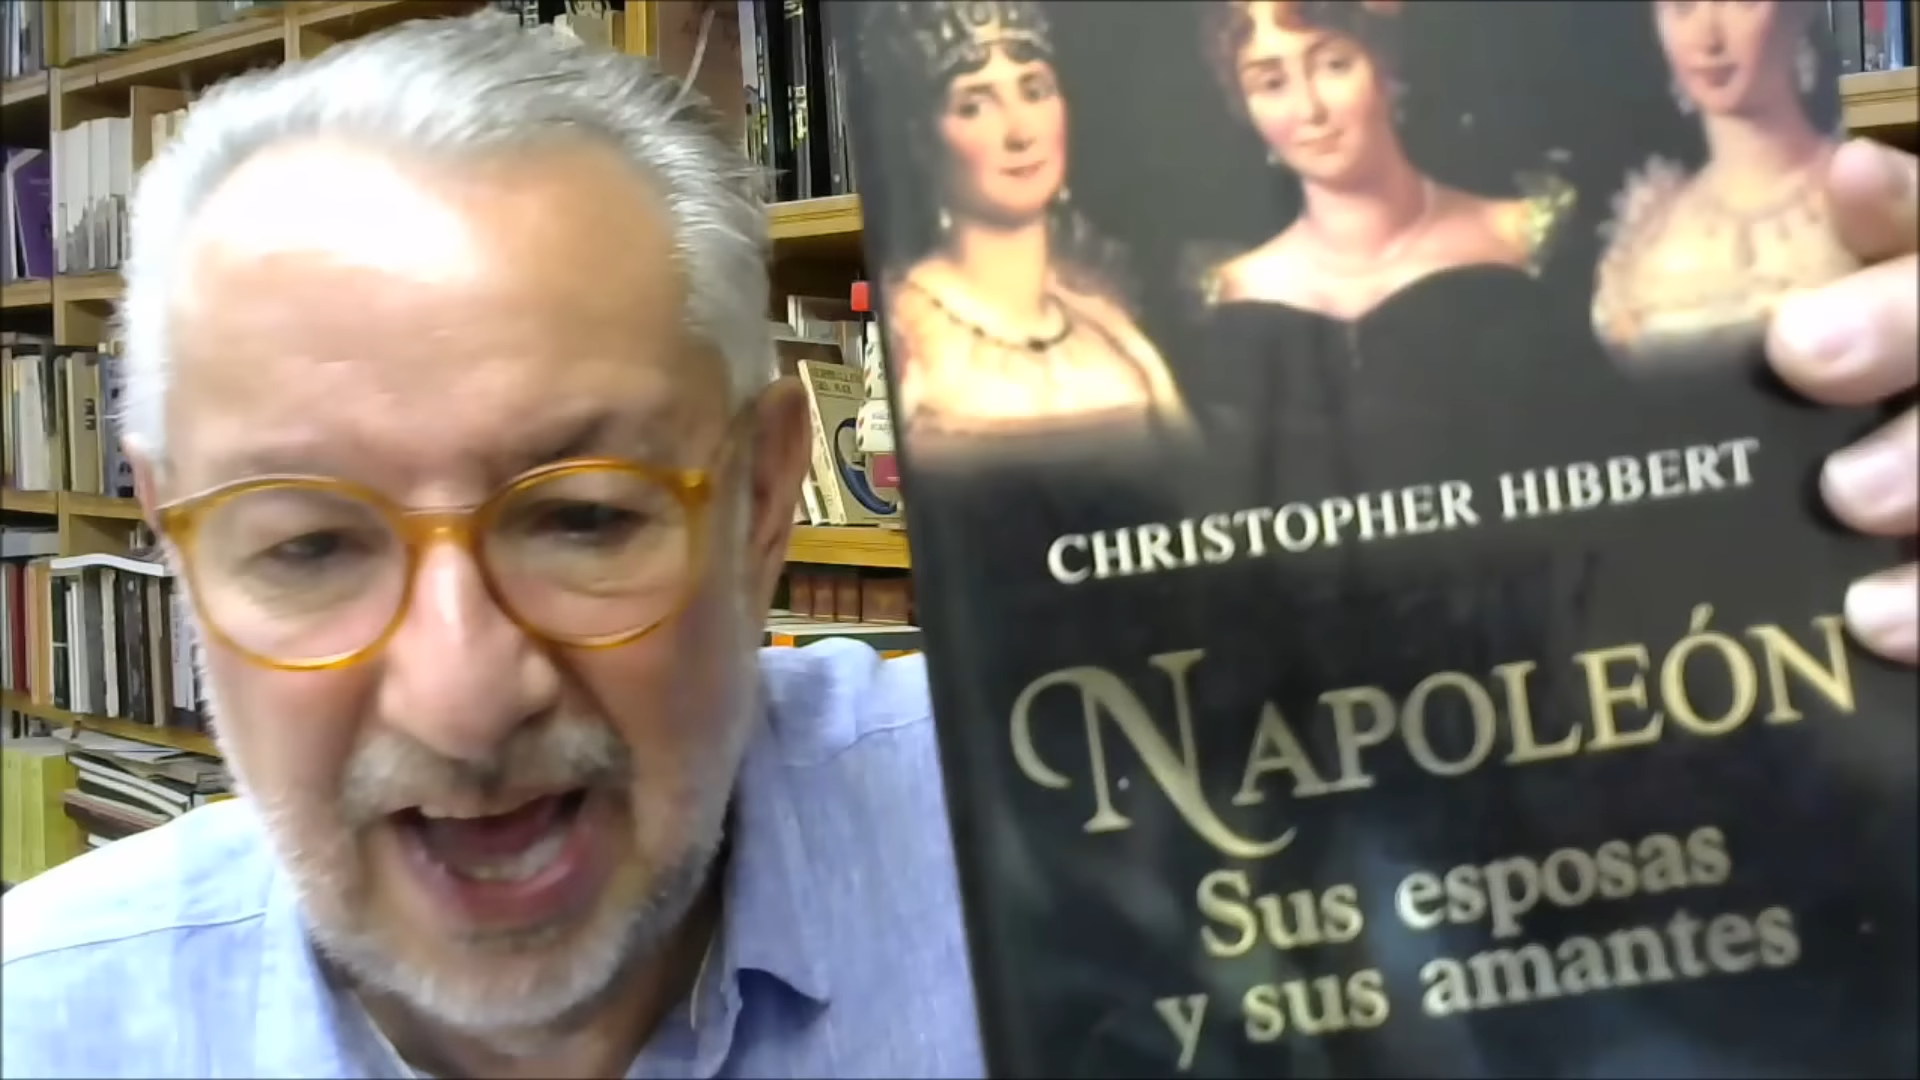 CHRISTOPHER HIBBERT
NAPOLEÓN
Sus esposas
y sus amantes